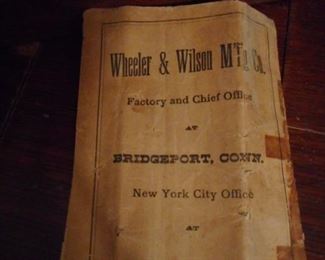 Wheeler & Wilson M'f'g Co.
Factory and Chief Office
AT
BRIDGEPORT, CONN.
New York City Office
AT